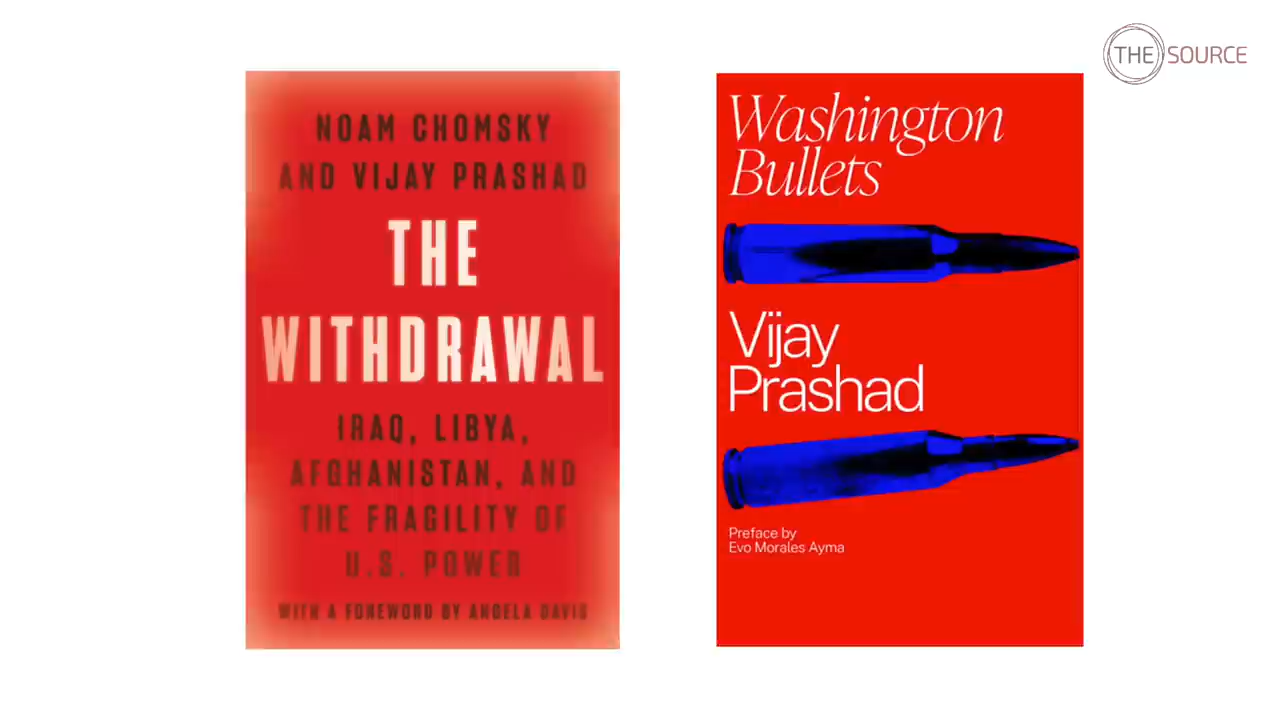 THE SOURCE
NOAM CHOMSKY
AND VIJAY PRASHAD
THE
WITHDRAWAL
IRAQ, LIBYA,
AFGHANISTAN, AND
THE FRAGILITY OF
U.S. POWER
WITH A FOREWORD BY ANGELA DAVIS
Washington
Bullets
Vijay
Prashad
Preface by
Evo Morales Ayma